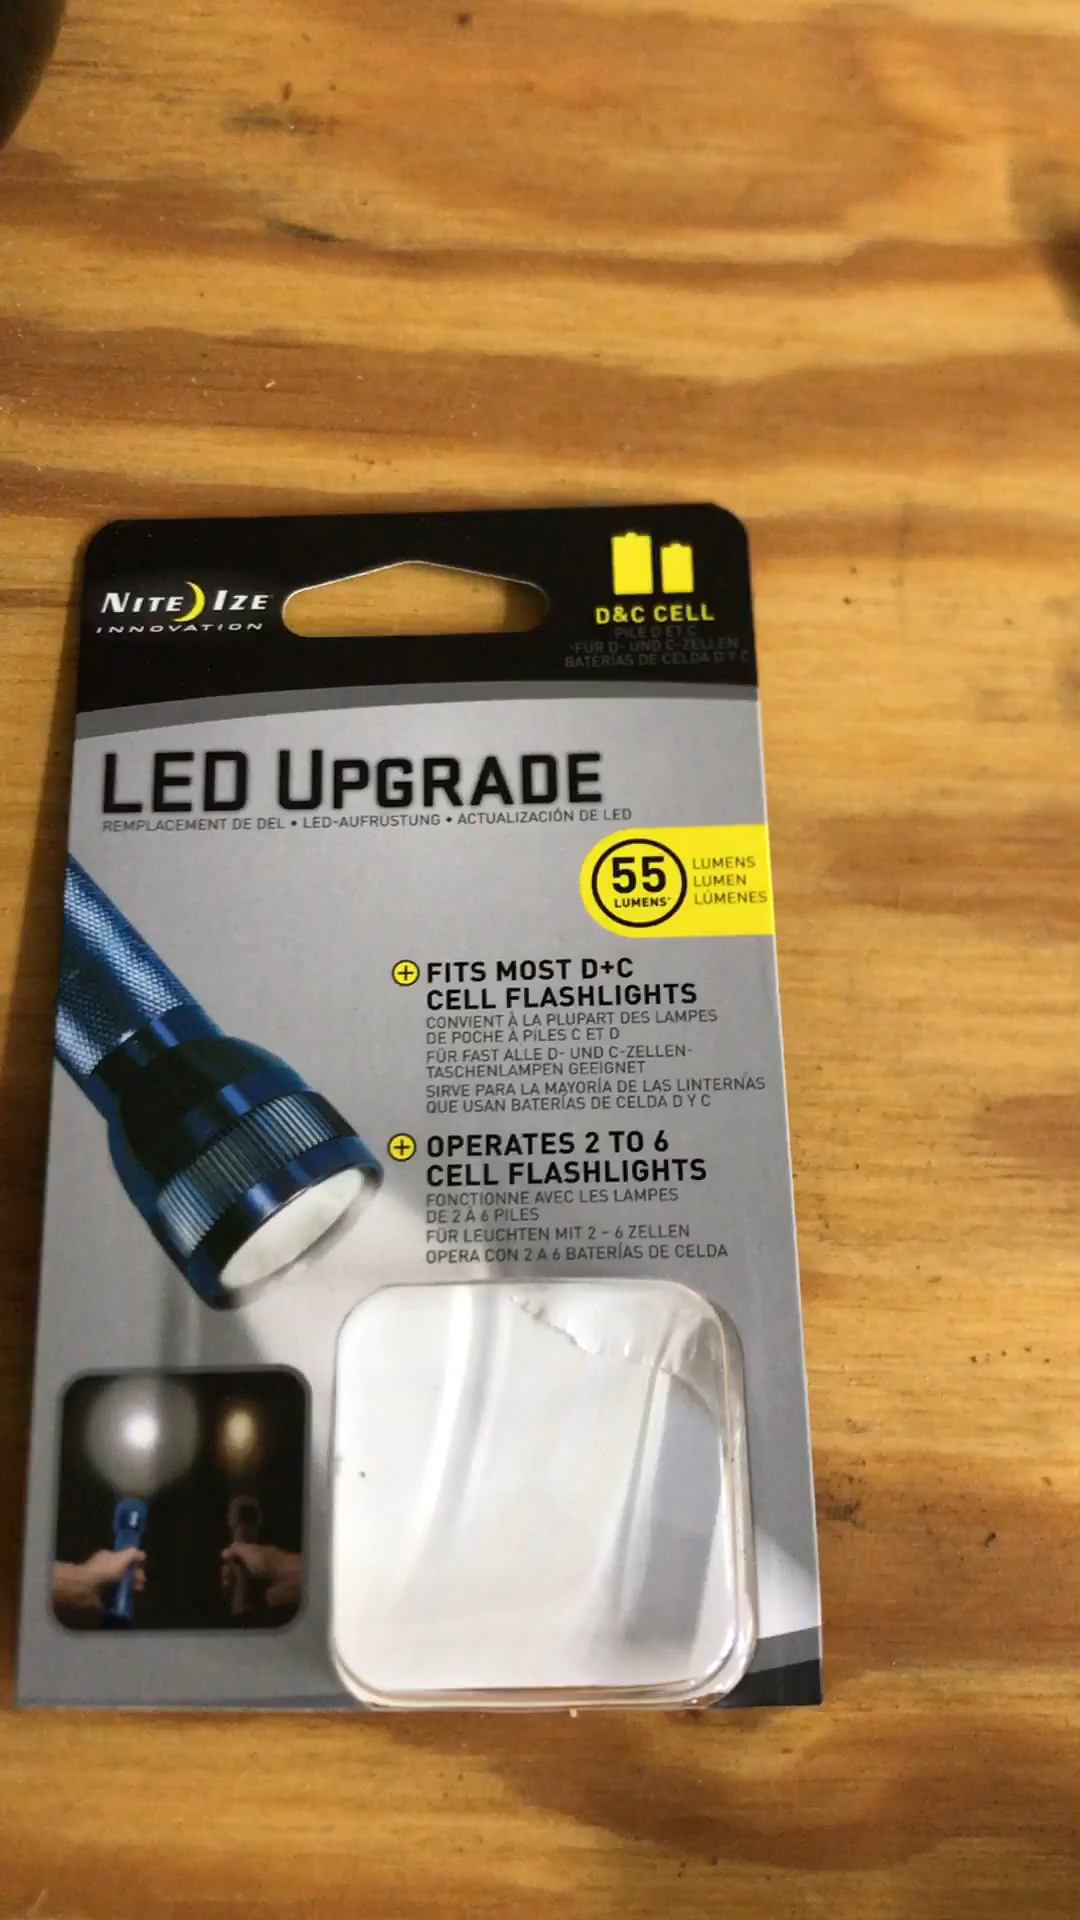 NITE IZE
INNOVATION
D&C CELL
PILE D ET C
·FÜR D- UND C-ZELLEN
BATERÍAS DE CELDA D Y C
LED UPGRADE
REMPLACEMENT DE DEL • LED-AUFRÜSTUNG • ACTUALIZACIÓN DE LED
55
LUMENS*
LUMENS
LUMEN
LÚMENES
FITS MOST D+C
CELL FLASHLIGHTS
CONVIENT À LA PLUPART DES LAMPES
DE POCHE À PILES C ET D
FÜR FAST ALLE D- UND C-ZELLEN-
TASCHENLAMPEN GEEIGNET
SIRVE PARA LA MAYORÍA DE LAS LINTERNAS
QUE USAN BATERÍAS DE CELDA D Y C
OPERATES 2 TO 6
CELL FLASHLIGHTS
FONCTIONNE AVEC LES LAMPES
DE 2 À 6 PILES
FÜR LEUCHTEN MIT 2 – 6 ZELLEN
OPERA CON 2 A 6 BATERÍAS DE CELDA